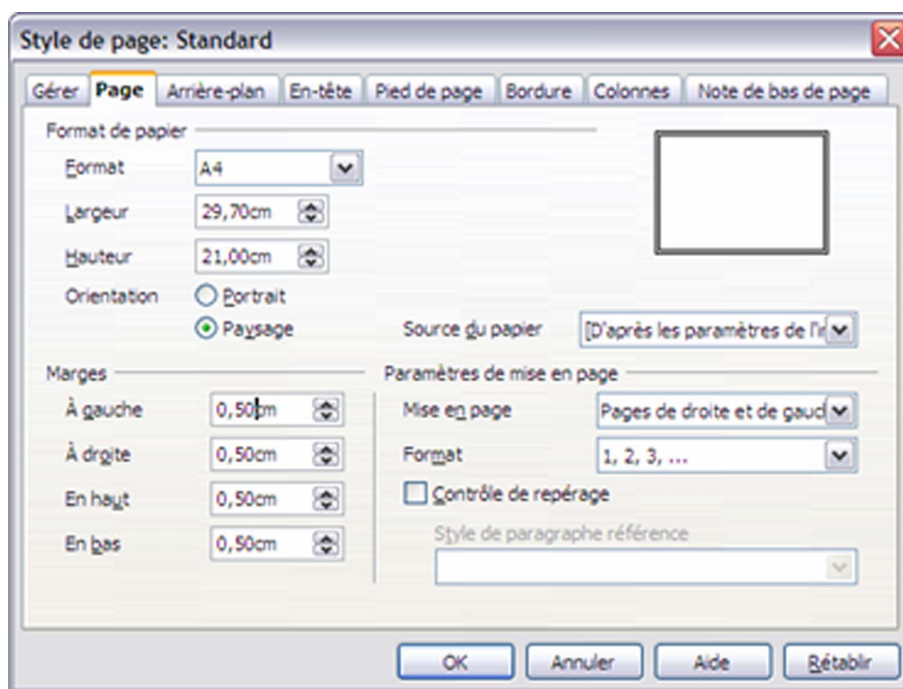 Style de page: Standard
Gérer Page Arrière-plan En-tête Pied de page Bordure Colonnes Note de bas de page
Format de papier
Format A4
Largeur 29,70cm
Hauteur 21,00cm
Orientation Portrait
Paysage Source du papier [D'après les paramètres de l'i
Marges Paramètres de mise en page
À gauche 0,50cm Mise en page Pages de droite et de gauc
À droite 0,50cm Format 1, 2, 3, ...
En haut 0,50cm Contrôle de repérage
Style de paragraphe référence
En bas 0,50cm
OK Annuler Aide Rétablir